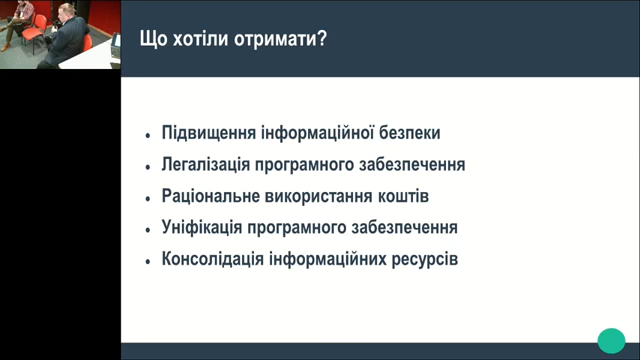 Що хотіли отримати?
Підвищення інформаційної безпеки
Легалізація програмного забезпечення
Раціональне використання коштів
Уніфікація програмного забезпечення
Консолідація інформаційних ресурсів